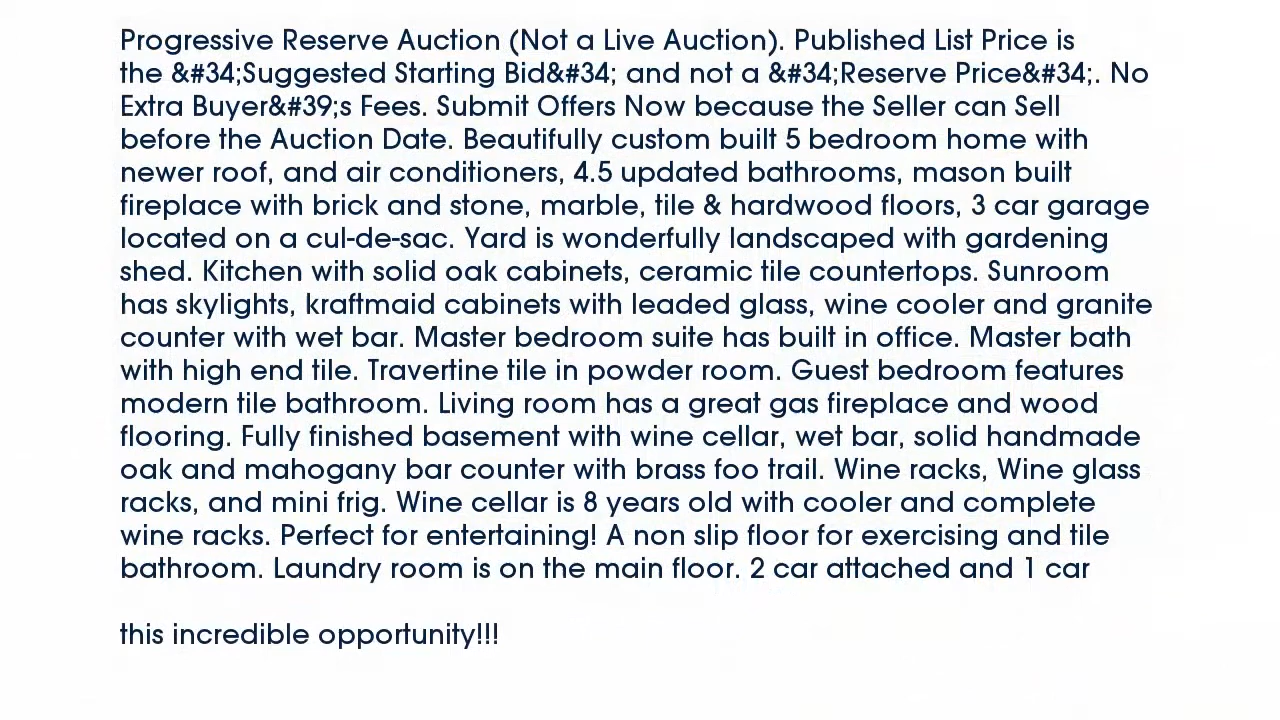 Progressive Reserve Auction (Not a Live Auction). Published List Price is
the &#34;Suggested Starting Bid&#34; and not a &#34;Reserve Price&#34;. No
Extra Buyer&#39;s Fees. Submit Offers Now because the Seller can Sell
before the Auction Date. Beautifully custom built 5 bedroom home with
newer roof, and air conditioners, 4.5 updated bathrooms, mason built
fireplace with brick and stone, marble, tile & hardwood floors, 3 car garage
located on a cul-de-sac. Yard is wonderfully landscaped with gardening
shed. Kitchen with solid oak cabinets, ceramic tile countertops. Sunroom
has skylights, kraftmaid cabinets with leaded glass, wine cooler and granite
counter with wet bar. Master bedroom suite has built in office. Master bath
with high end tile. Travertine tile in powder room. Guest bedroom features
modern tile bathroom. Living room has a great gas fireplace and wood
flooring. Fully finished basement with wine cellar, wet bar, solid handmade
oak and mahogany bar counter with brass foo trail. Wine racks, Wine glass
racks, and mini frig. Wine cellar is 8 years old with cooler and complete
wine racks. Perfect for entertaining! A non slip floor for exercising and tile
bathroom. Laundry room is on the main floor. 2 car attached and 1 car
this incredible opportunity!!!